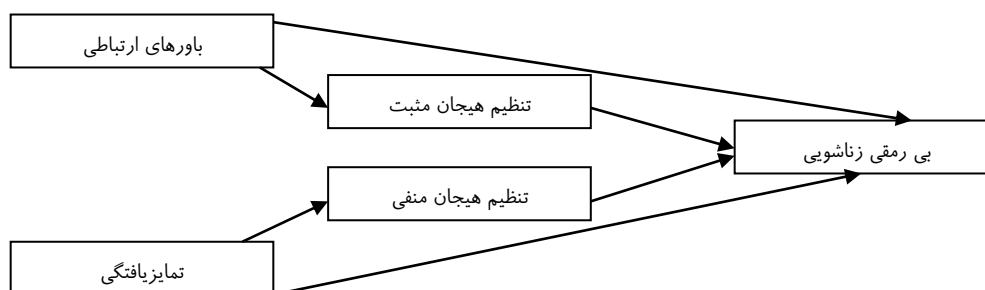 باورهای ارتباطی
تنظیم هیجان مثبت
بی رمقی زناشویی
تنظیم هیجان منفی
تمایزیافتگی